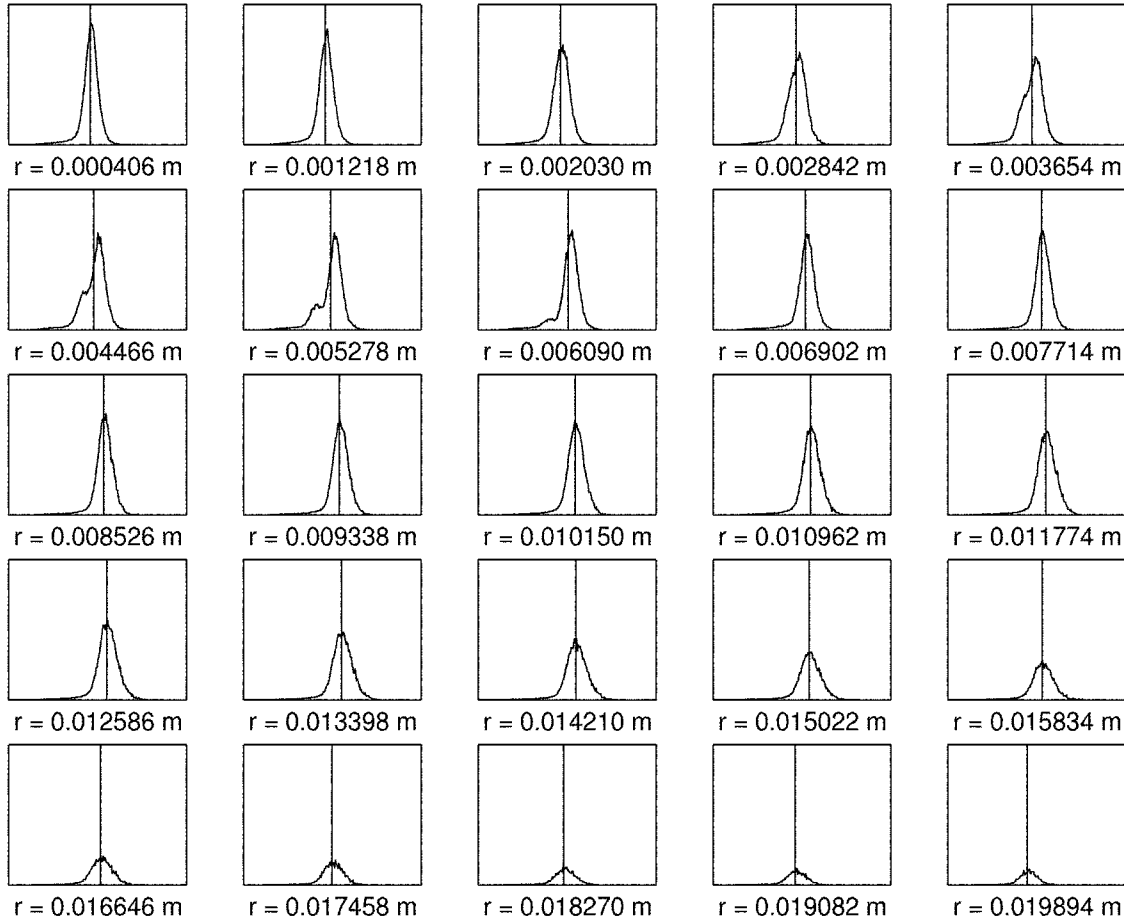 r = 0.000406 m r = 0.001218 m r = 0.002030 m r = 0.002842 m r = 0.003654 m
r = 0.004466 m r = 0.005278 m r = 0.006090 m r = 0.006902 m r = 0.007714 m
r = 0.008526 m r = 0.009338 m r = 0.010150 m r = 0.010962 m r = 0.011774 m
r = 0.012586 m r = 0.013398 m r = 0.014210 m r = 0.015022 m r = 0.015834 m
r = 0.016646 m r = 0.017458 m r = 0.018270 m r = 0.019082 m r = 0.019894 m